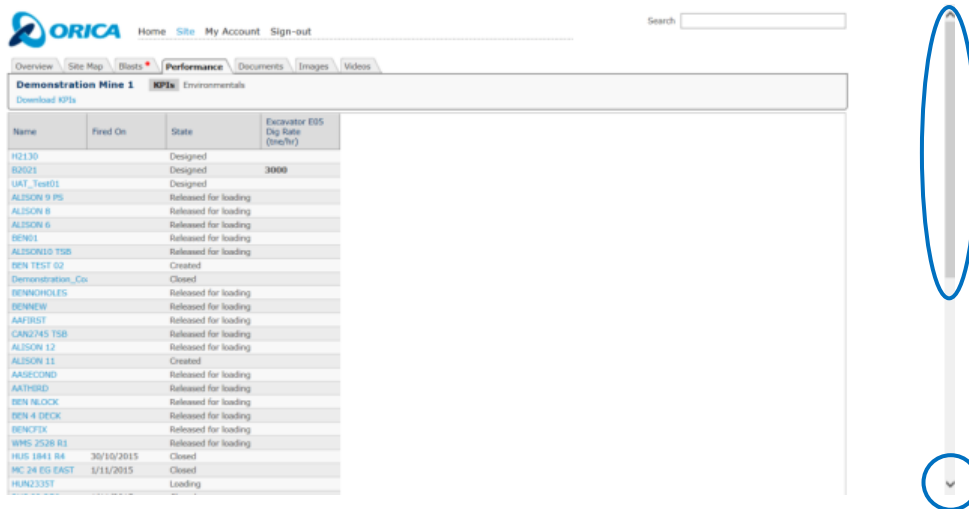 ORICA Home Site My Account Sign-out Search
Overview Site Map Blasts * Performance Documents Images Videos
Demonstration Mine 1 KPIs Environmentals
Download KPIs
Name Fired On State Excavator E05
Dig Rate
(tne/hr)
H2130 Designed
B2021 Designed 3000
UAT_Test01 Designed
ALISON 9 PS Released for loading
ALISON 8 Released for loading
ALISON 6 Released for loading
BEN01 Released for loading
ALISON10 TSB Released for loading
BEN TEST 02 Created
Demonstration_Co Closed
BENNOHOLES Released for loading
BENNEW Released for loading
AAFIRST Released for loading
CAN2745 TSB Released for loading
ALISON 12 Released for loading
ALISON 11 Created
AASECOND Released for loading
AATHIRD Released for loading
BEN NLOCK Released for loading
BEN 4 DECK Released for loading
BENCFIX Released for loading
WMS 2528 R1 Released for loading
HUS 1841 R4 30/10/2015 Closed
MC 24 EG EAST 1/11/2015 Closed
HUN2335T Loading